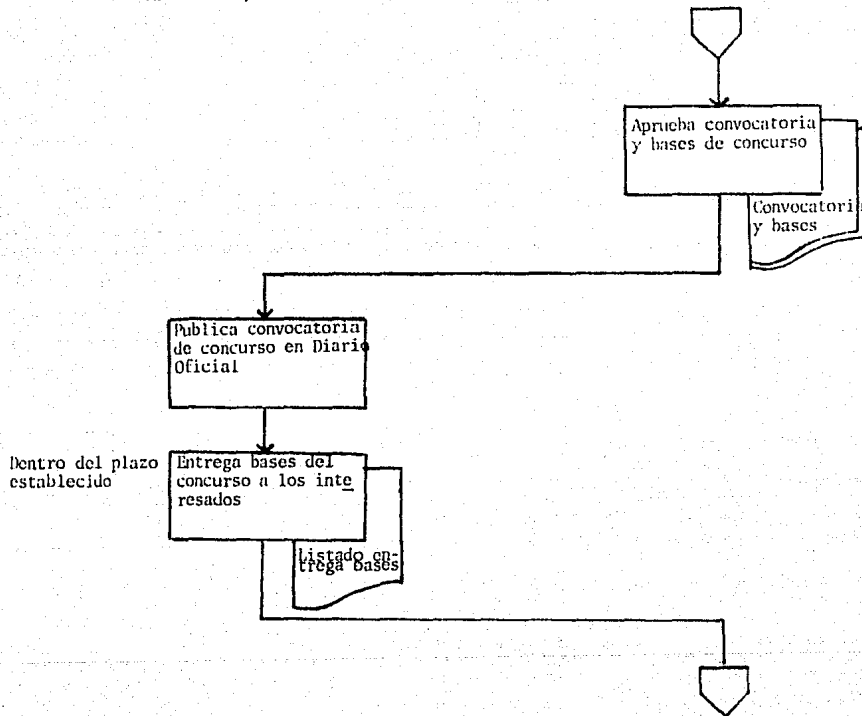 Aprueba convocatoria
y bases de concurso
Convocatori
y bases
Publica convocatoria
de concurso en Diario
Oficial
Dentro del plazo
establecido
Entrega bases del
concurso a los inte
resados
Listado en-
trega bases